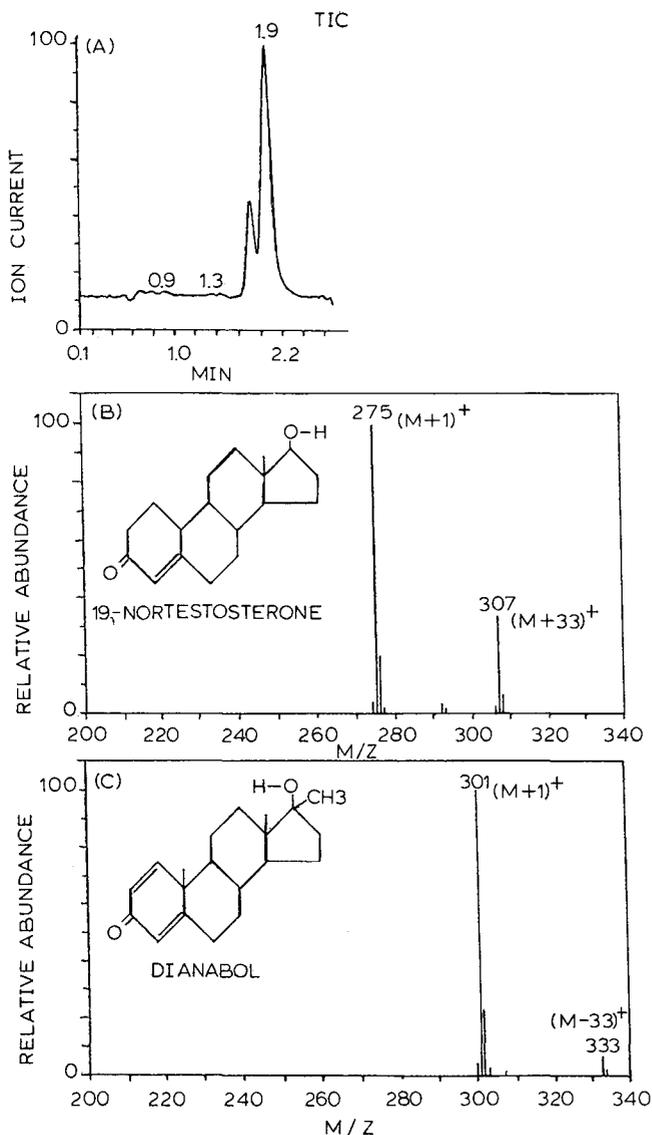 TIC
(A)
1.9
100
0.9
1.3
0
ION CURRENT
0.1 1.0 2.2
MIN
(B)
100
275 (M+1)+
O-H
O
19,-NORTESTOSTERONE
307 (M+33)+
0
RELATIVE ABUNDANCE
200 220 240 260 280 300 320 340
M/Z
(C)
100
301 (M+1)+
H-O
CH3
O
DIANABOL
(M-33)+
333
0
RELATIVE ABUNDANCE
200 220 240 260 280 300 320 340
M/Z